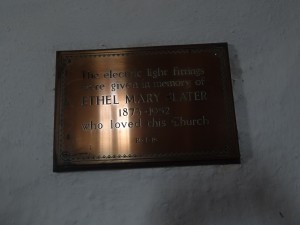 The electric light fittings
were given in memory of
ETHEL MARY
who loved this Church